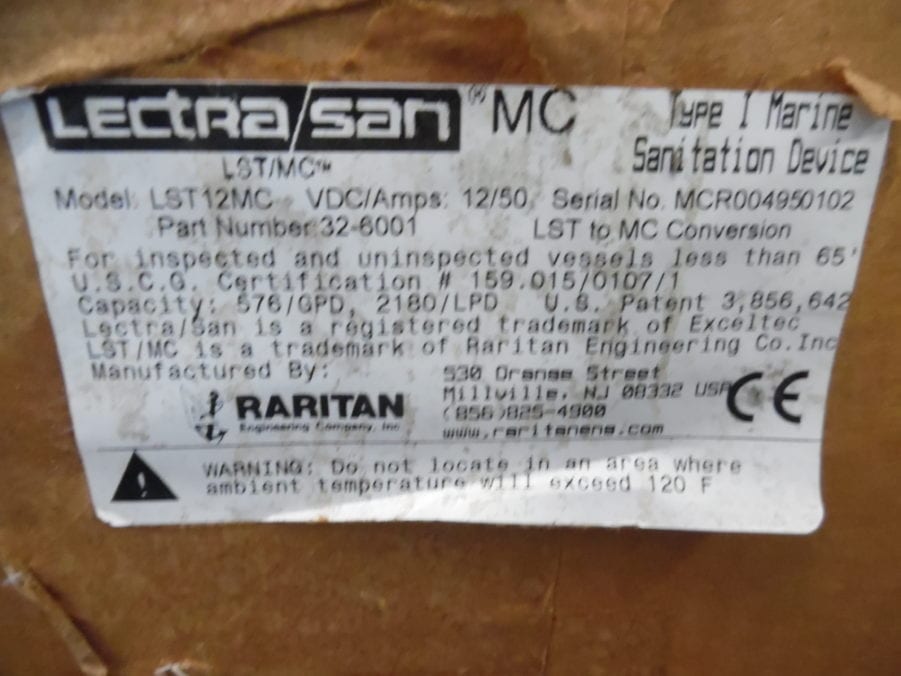 LECTRA/SAN® MC Type I Marine
Sanitation Device
LST/MC™
Model: LST12MC VDC/Amps: 12/50, Serial No. MCR004950102
Part Number:32-6001 LST to MC Conversion
For inspected and uninspected vessels less than 65'
U.S.C.G. Certification # 159.015/0107/1
Capacity: 576/GPD, 2180/LPD U.S. Patent 3,856,642
Lectra/San is a registered trademark of Exceltec
LST/MC is a trademark of Raritan Engineering Co.Inc
Manufactured By: 530 Orange Street
Millville, NJ 08332 USA
(856)825-4900
www.raritaneng.com
RARITAN
Engineering Company, Inc.
CE
WARNING: Do not locate in an area where
ambient temperature will exceed 120 F